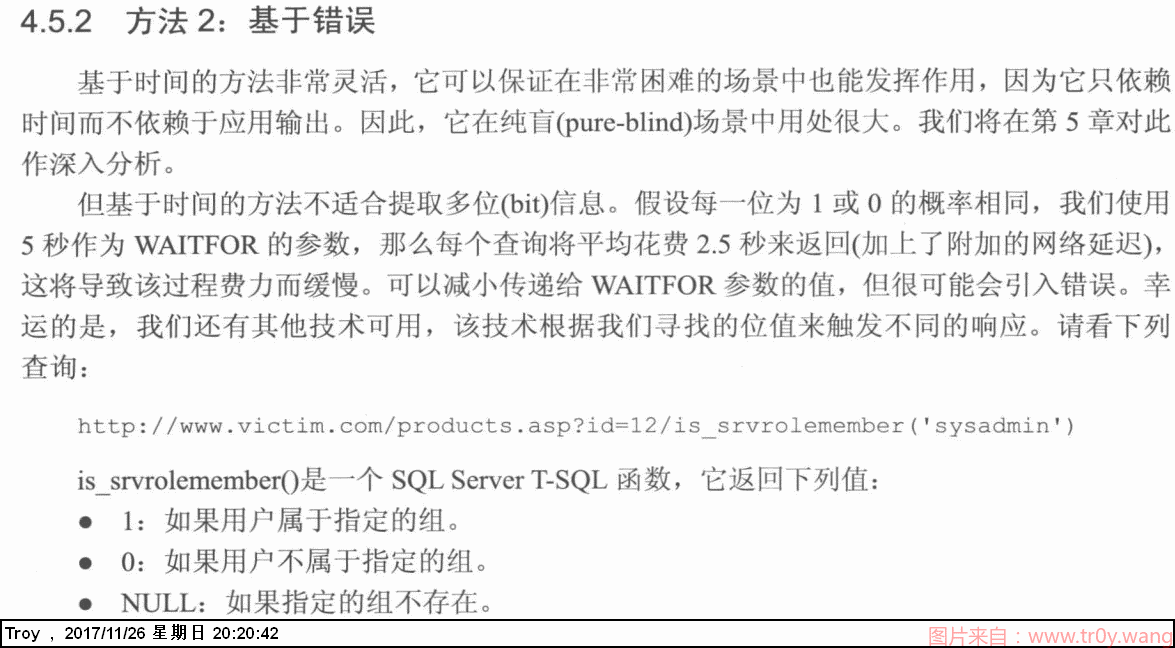 4.5.2 方法 2：基于错误
基于时间的方法非常灵活，它可以保证在非常困难的场景中也能发挥作用，因为它只依赖
时间而不依赖于应用输出。因此，它在纯盲(pure-blind)场景中用处很大。我们将在第 5 章对此
作深入分析。
但基于时间的方法不适合提取多位(bit)信息。假设每一位为 1 或 0 的概率相同，我们使用
5 秒作为 WAITFOR 的参数，那么每个查询将平均花费 2.5 秒来返回(加上了附加的网络延迟)，
这将导致该过程费力而缓慢。可以减小传递给 WAITFOR 参数的值，但很可能会引入错误。幸
运的是，我们还有其他技术可用，该技术根据我们寻找的位值来触发不同的响应。请看下列
查询：
http://www.victim.com/products.asp?id=12/is_srvrolemember('sysadmin')
is_srvrolemember()是一个 SQL Server T-SQL 函数，它返回下列值：
● 1：如果用户属于指定的组。
● 0：如果用户不属于指定的组。
● NULL：如果指定的组不存在。
Troy , 2017/11/26 星期日 20:20:42
图片来自：www.tr0y.wang